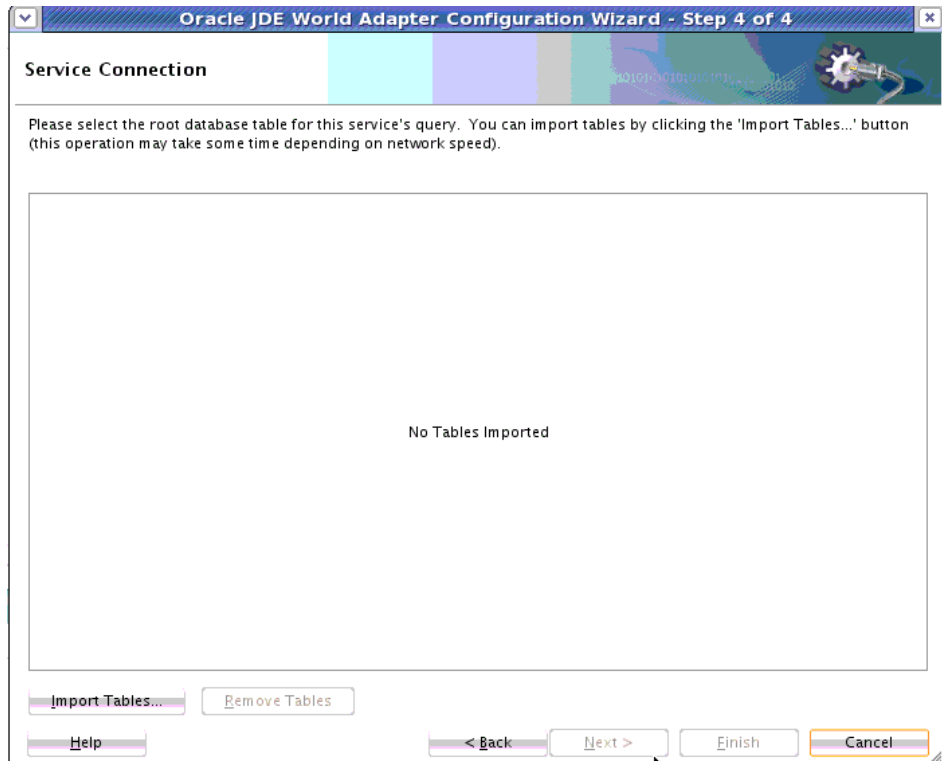 Oracle JDE World Adapter Configuration Wizard - Step 4 of 4
Service Connection
Please select the root database table for this service's query. You can import tables by clicking the 'Import Tables...' button
(this operation may take some time depending on network speed).
No Tables Imported
Import Tables... Remove Tables
Help < Back Next > Finish Cancel